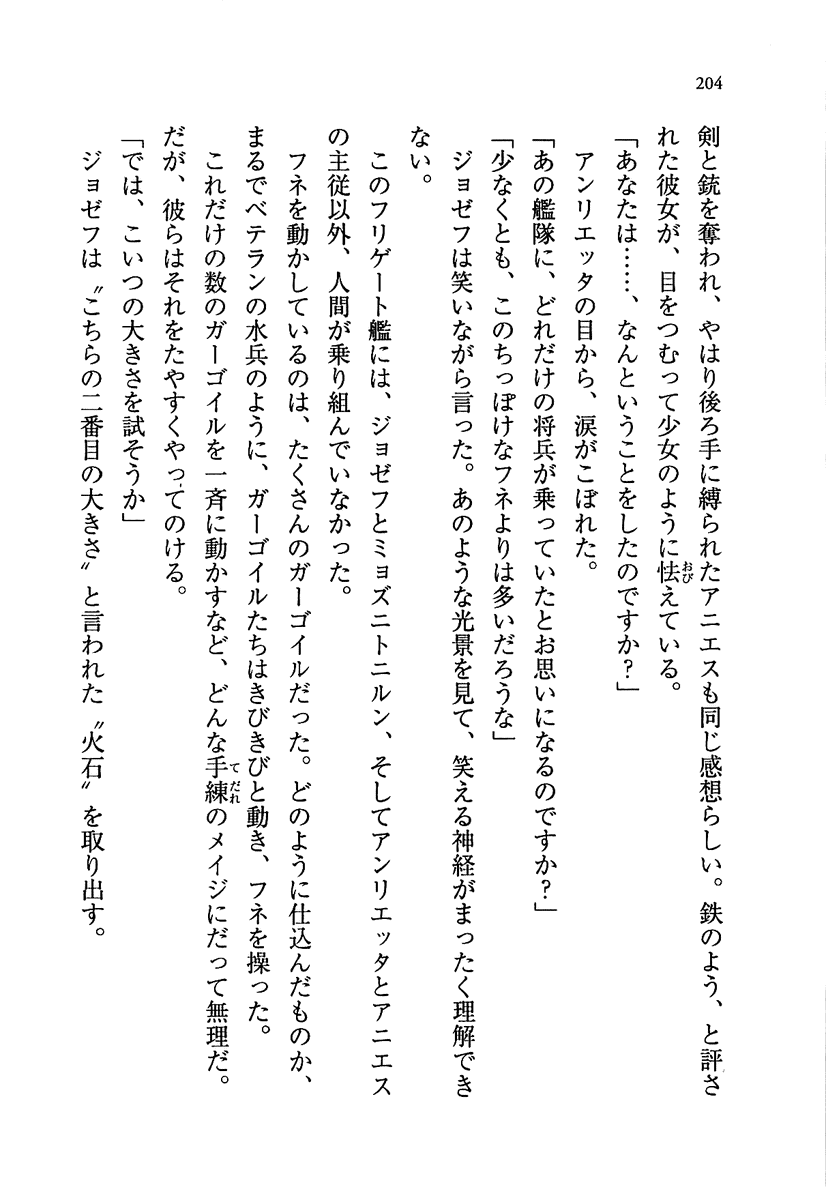 204
剣と銃を奪われ、やはり後ろ手に縛られたアニエスも同じ感想らしい。鉄のよう、と評さ
れた彼女が、目をつむって少女のように怯えている。
「あなたは……、なんということをしたのですか？」
アンリエッタの目から、涙がこぼれた。
「あの艦隊に、どれだけの将兵が乗っていたとお思いになるのですか？」
「少なくとも、このちっぽけなフネよりは多いだろうな」
ジョゼフは笑いながら言った。あのような光景を見て、笑える神経がまったく理解でき
ない。
このフリゲート艦には、ジョゼフとミョズニトニルン、そしてアンリエッタとアニエス
の主従以外、人間が乗り組んでいなかった。
フネを動かしているのは、たくさんのガーゴイルだった。どのように仕込んだものか、
まるでベテランの水兵のように、ガーゴイルたちはきびきびと動き、フネを操った。
これだけの数のガーゴイルを一斉に動かすなど、どんな手練のメイジにだって無理だ。
だが、彼らはそれをたやすくやってのける。
「では、こいつの大きさを試そうか」
ジョゼフは〝こちらの二番目の大きさ〟と言われた〝火石〟を取り出す。